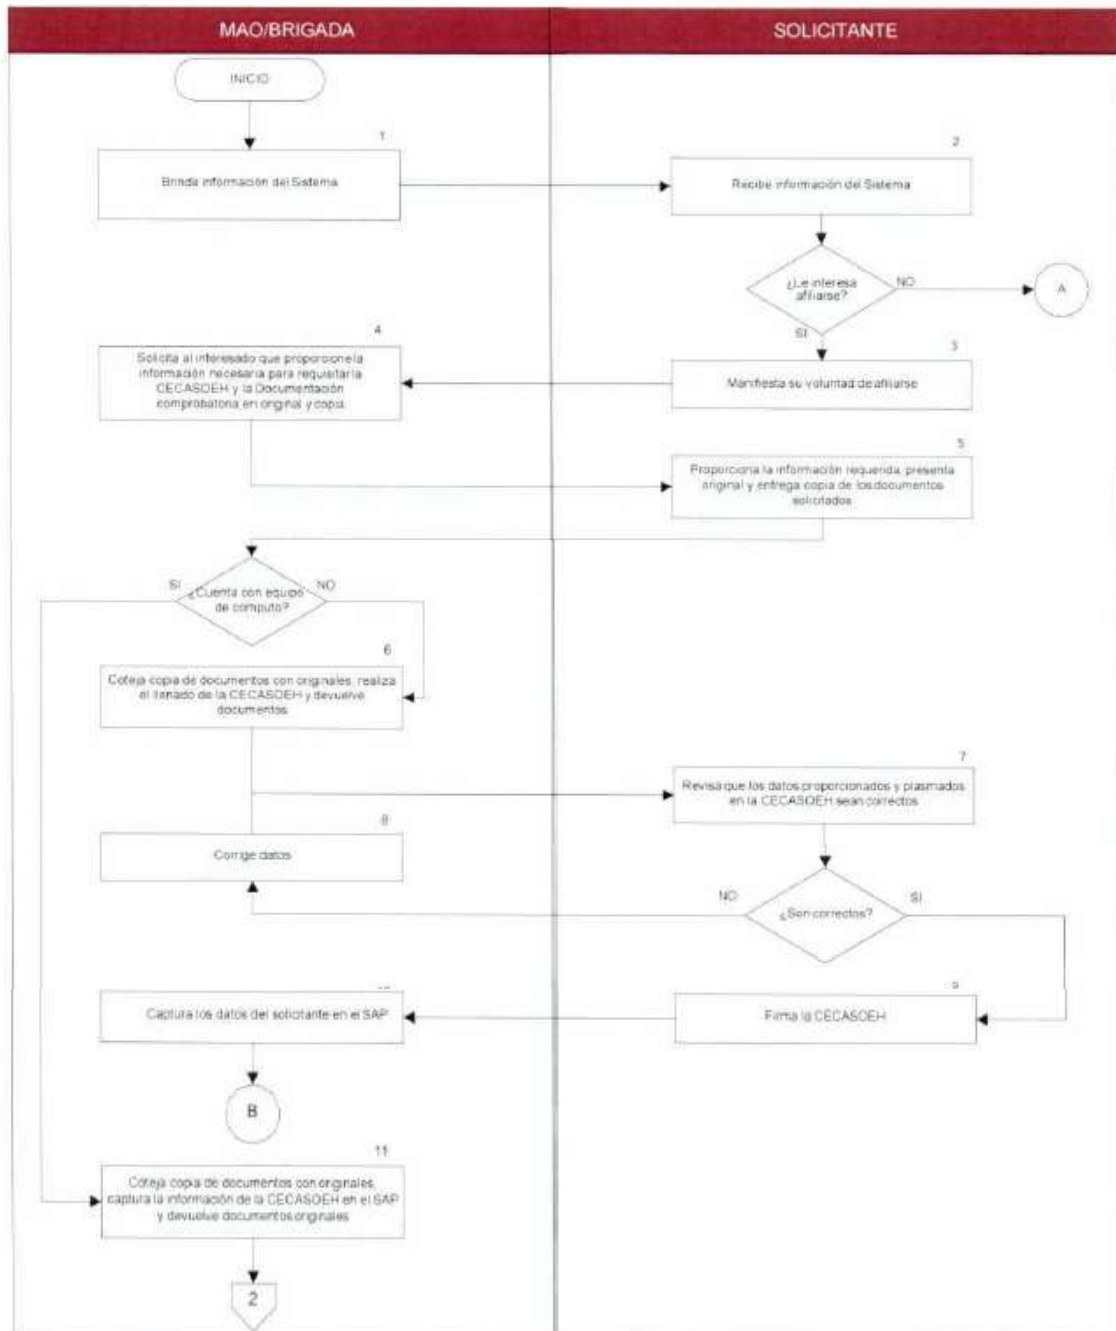 MAO/BRIGADA
SOLICITANTE
INICIO
1
Brinda información del Sistema
2
Recibe información del Sistema
¿Le interesa
afiliarse?
NO
A
SI
3
Manifiesta su voluntad de afiliarse
4
Solicita al interesado que proporcione la
información necesaria para requisitar la
CECASOEH y la Documentación
comprobatoria en original y copia
5
Proporciona la información requerida, presenta
original y entrega copia de los documentos
solicitados
SI
¿Cuenta con equipo
de computo?
NO
6
Coteja copia de documentos con originales, realiza
el llenado de la CECASOEH y devuelve
documentos
7
Revisa que los datos proporcionados y plasmados
en la CECASOEH sean correctos
8
Corrige datos
NO
¿Son correctos?
SI
9
Firma la CECASOEH
Captura los datos del solicitante en el SAP
B
11
Coteja copia de documentos con originales,
captura la información de la CECASOEH en el SAP
y devuelve documentos originales
2